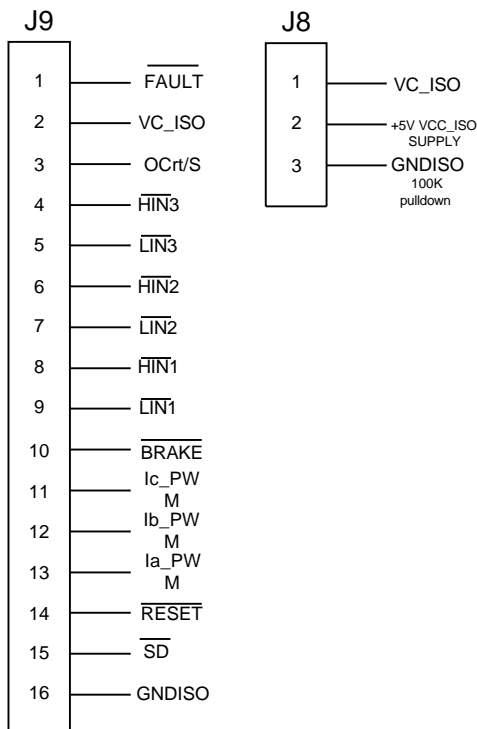 J9
1 FAULT
2 VC_ISO
3 OCrt/S
4 HIN3
5 LIN3
6 HIN2
7 LIN2
8 HIN1
9 LIN1
10 BRAKE
11 Ic_PW
M
12 Ib_PW
M
13 Ia_PW
M
14 RESET
15 SD
16 GNDISO
J8
1 VC_ISO
2 +5V VCC_ISO
SUPPLY
3 GNDISO
100K
pulldown